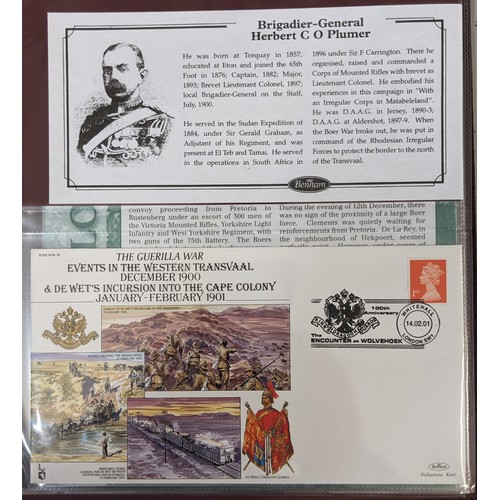 Brigadier-General
Herbert C O Plumer
He was born at Torquay in 1857,
educated at Eton and joined the 65th
Foot in 1876; Captain, 1882; Major,
1893; Brevet Lieutenant Colonel, 1897;
local Brigadier-General on the Staff,
July, 1900.
He served in the Sudan Expedition of
1884, under Sir Gerald Graham, as
Adjutant of his Regiment, and was
present at El Teb and Tamai. He served
in the operations in South Africa in
1896 under Sir F Carrington. There he
organised, raised and commanded a
Corps of Mounted Rifles with brevet as
Lieutenant Colonel. He embodied his
experiences in this campaign in "With
an Irregular Corps in Matabeleland".
He was D.A.A.G. in Jersey, 1890-3;
D.A.A.G. at Aldershot, 1897-9. When
the Boer War broke out, he was put in
command of the Rhodesian Irregular
Forces to protect the border to the north
of the Transvaal.
Benham
convoy proceeding from Pretoria to
Rustenberg under an escort of 500 men of
the Victoria Mounted Rifles, Yorkshire Light
Infantry and West Yorkshire Regiment, with
two guns of the 75th Battery. The Boers
During the evening of 12th December, there
was no sign of the proximity of a large Boer
force. Clements was quietly waiting for
reinforcements from Pretoria. De La Rey, in
the neighbourhood of Hekpoort, seemed
THE GUERILLA WAR
EVENTS IN THE WESTERN TRANSVAAL
DECEMBER 1900
& DE WET'S INCURSION INTO THE CAPE COLONY
JANUARY-FEBRUARY 1901
1st
100th
Anniversary
The
ENCOUNTER at WOLVEHOEK
WHITEHALL
14.02.01
LONDON SW1
Benham
Folkestone, Kent